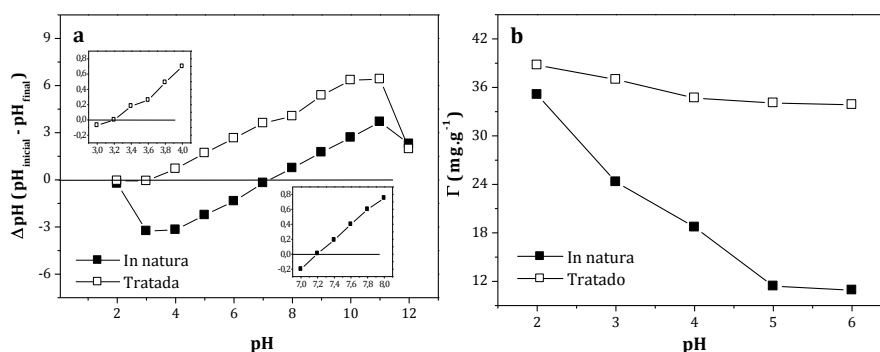 a
b
9
6
3
0
-3
-6
ΔpH (pHinicial - pHfinal)
0,8
0,6
0,4
0,2
0,0
-0,2
3,0 3,2 3,4 3,6 3,8 4,0
0,8
0,6
0,4
0,2
0,0
-0,2
7,0 7,2 7,4 7,6 7,8 8,0
In natura
Tratada
2 4 6 8 10 12
pH
42
36
30
24
18
12
Γ (mg.g-1)
In natura
Tratado
2 3 4 5 6
pH